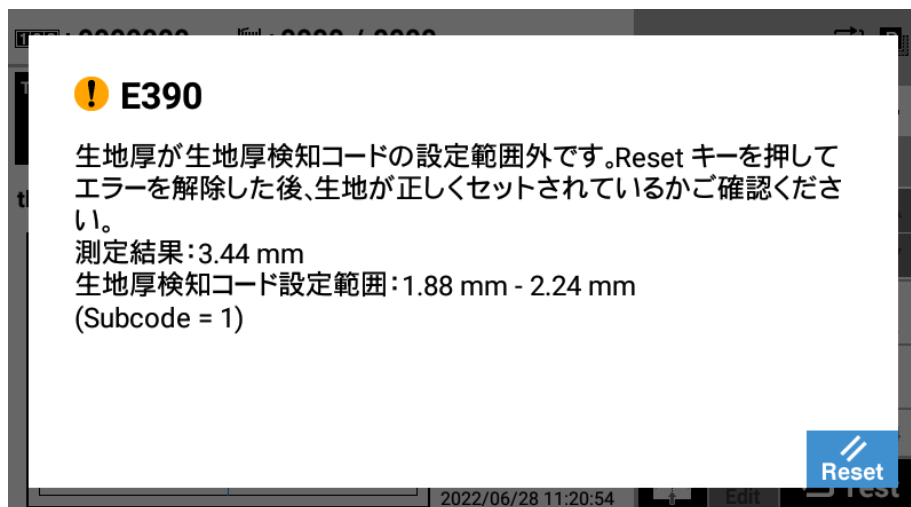 E390
生地厚が生地厚検知コードの設定範囲外です。Reset キーを押して
エラーを解除した後、生地が正しくセットされているかご確認くださ
い。
測定結果：3.44 mm
生地厚検知コード設定範囲：1.88 mm - 2.24 mm
(Subcode = 1)
Reset
2022/06/28 11:20:54
Edit
Test